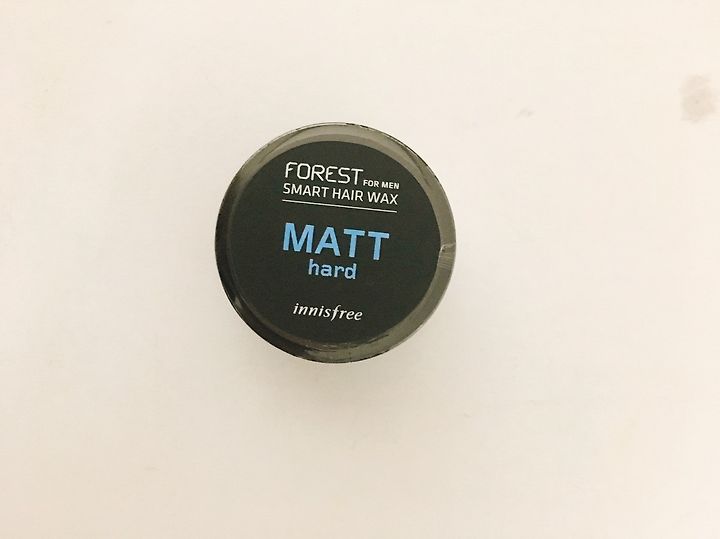 FOREST FOR MEN
SMART HAIR WAX
MATT
hard
innisfree